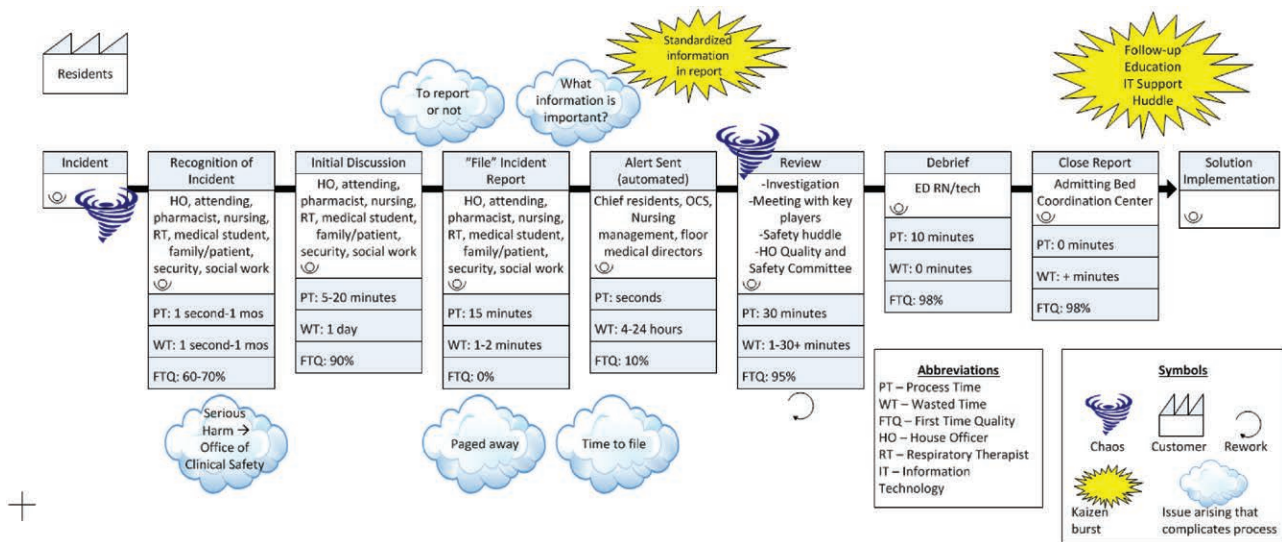 Residents
To report
or not
What
information is
important?
Standardized
information
in report
Follow-up
Education
IT Support
Huddle
Incident
Recognition of
Incident
HO, attending,
pharmacist, nursing,
RT, medical student,
family/patient,
security, social work
PT: 1 second-1 mos
WT: 1 second-1 mos
FTQ: 60-70%
Initial Discussion
HO, attending,
pharmacist, nursing,
RT, medical student,
family/patient,
security, social work
PT: 5-20 minutes
WT: 1 day
FTQ: 90%
"File" Incident
Report
HO, attending,
pharmacist, nursing,
RT, medical student,
family/patient,
security, social work
PT: 15 minutes
WT: 1-2 minutes
FTQ: 0%
Alert Sent
(automated)
Chief residents, OCS,
Nursing
management, floor
medical directors
PT: seconds
WT: 4-24 hours
FTQ: 10%
Review
-Investigation
-Meeting with key
players
-Safety huddle
-HO Quality and
Safety Committee
PT: 30 minutes
WT: 1-30+ minutes
FTQ: 95%
Debrief
ED RN/tech
PT: 10 minutes
WT: 0 minutes
FTQ: 98%
Close Report
Admitting Bed
Coordination Center
PT: 0 minutes
WT: + minutes
FTQ: 98%
Solution
Implementation
Serious
Harm →
Office of
Clinical Safety
Paged away
Time to file
Abbreviations
PT – Process Time
WT – Wasted Time
FTQ – First Time Quality
HO – House Officer
RT – Respiratory Therapist
IT – Information
Technology
Symbols
Chaos
Customer
Rework
Kaizen
burst
Issue arising that
complicates process